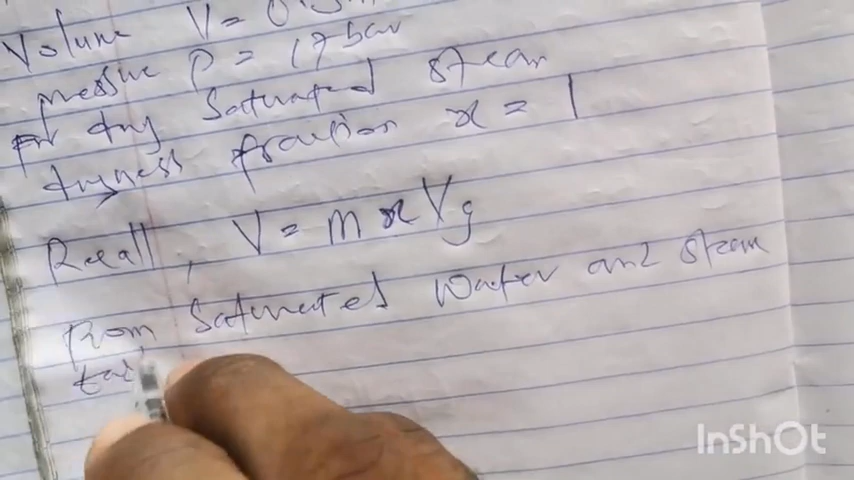 Volume V = 0.
pressure P = 17 bar
For dry saturated steam
dryness fraction x = 1
Recall, V = m x Vg
From saturated water and steam
InShOt